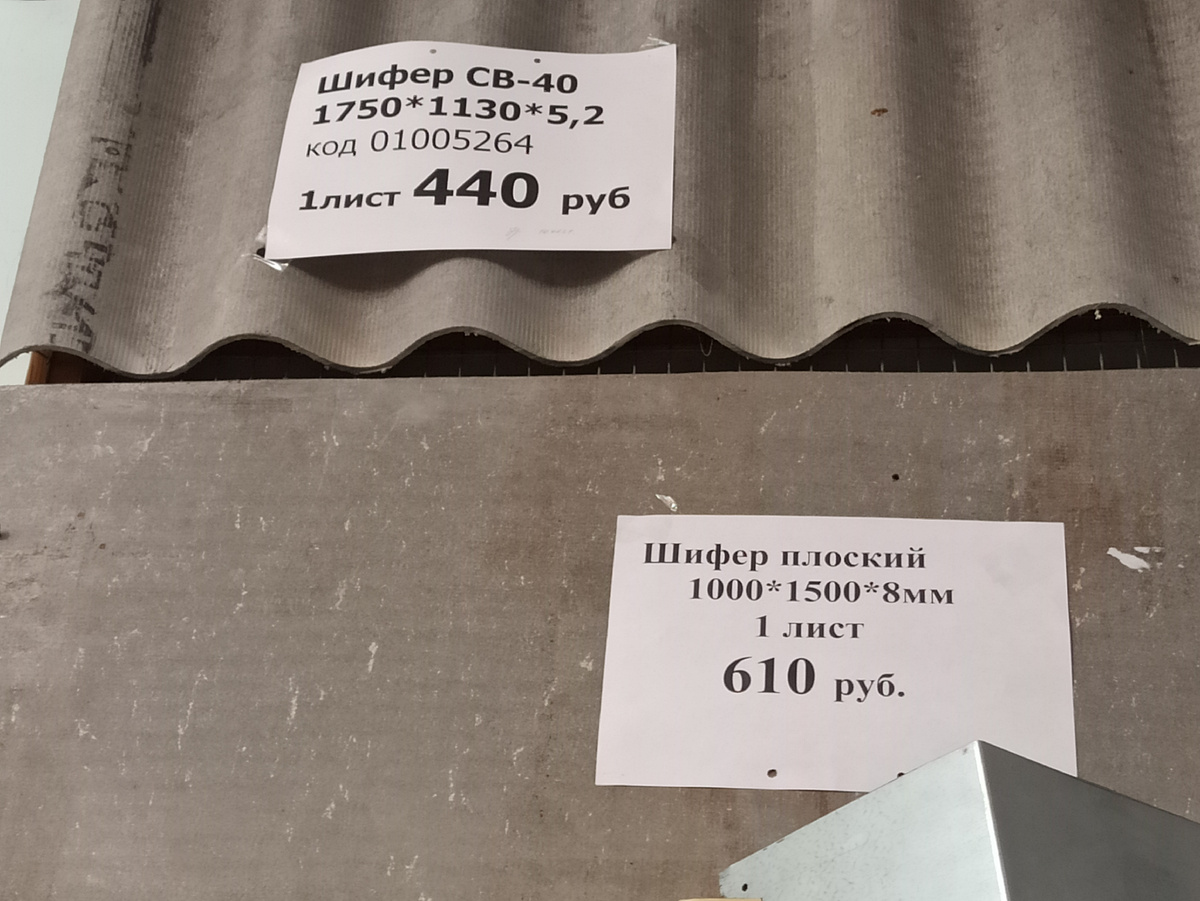 Шифер СВ-40
1750*1130*5,2
код 01005264
1лист 440 руб
Шифер плоский
1000*1500*8мм
1 лист
610 руб.